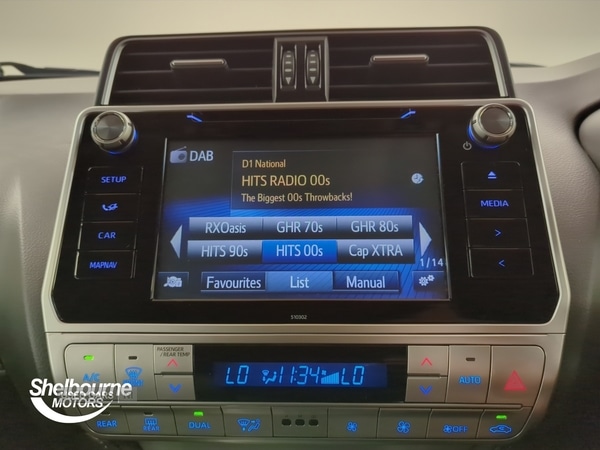 DAB
D1 National
HITS RADIO 00s
The Biggest 00s Throwbacks!
RXOasis GHR 70s GHR 80s
HITS 90s HITS 00s Cap XTRA
1/14
Favourites List Manual
SETUP
CAR
MAPNAV
MEDIA
>
<
510002
PASSENGER
/REAR TEMP
A/C
LO 11:34 LO
AUTO
REAR
REAR
DUAL
OFF
Shelbourne
MOTORS